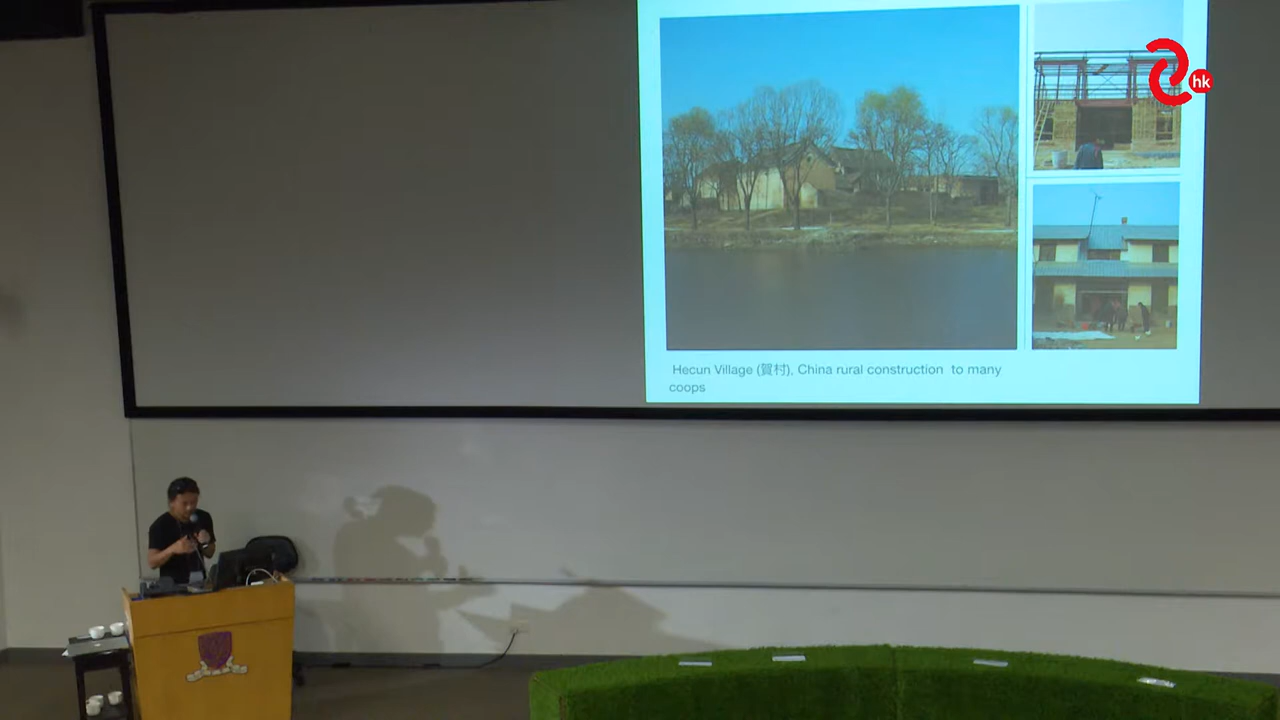 hk
Hecun Village (賀村), China rural construction to many
coops